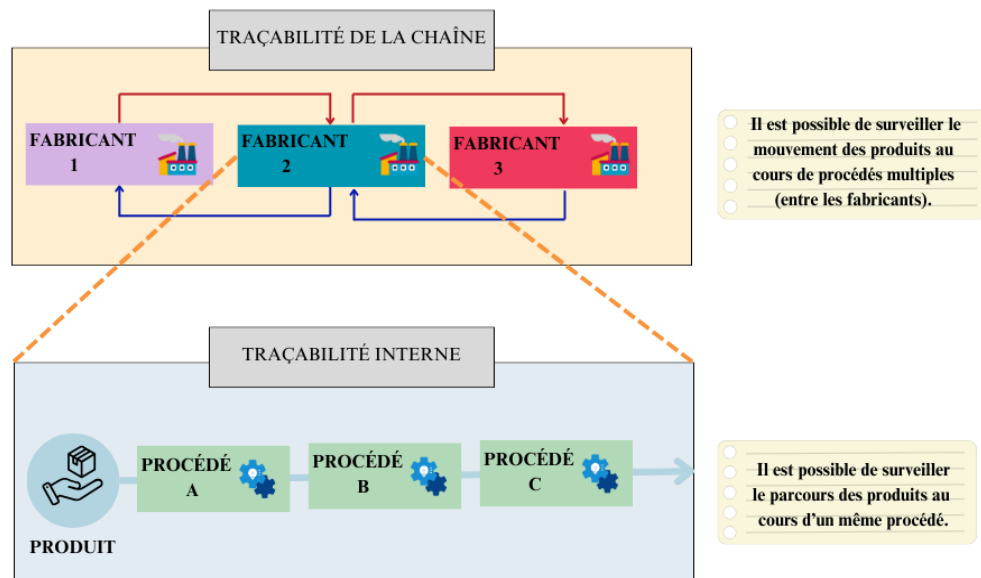 TRAÇABILITÉ DE LA CHAÎNE
FABRICANT
1
FABRICANT
2
FABRICANT
3
Il est possible de surveiller le
mouvement des produits au
cours de procédés multiples
(entre les fabricants).
TRAÇABILITÉ INTERNE
PROCÉDÉ
A
PROCÉDÉ
B
PROCÉDÉ
C
PRODUIT
Il est possible de surveiller
le parcours des produits au
cours d'un même procédé.